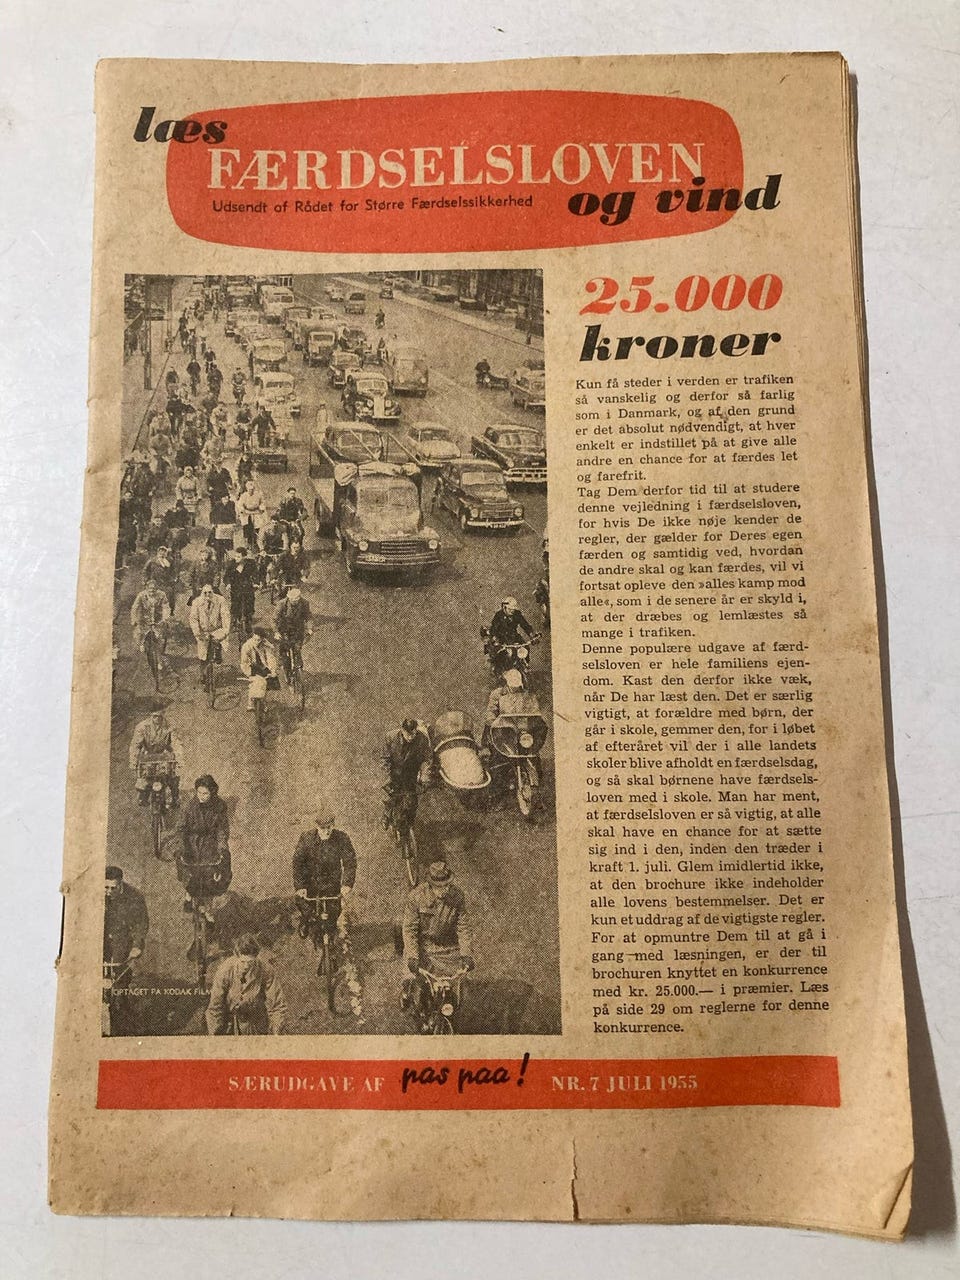 læs
FÆRDSELSLOVEN
Udsendt af Rådet for Større Færdselssikkerhed
og vind
25.000
kroner
Kun få steder i verden er trafiken
så vanskelig og derfor så farlig
som i Danmark, og af den grund
er det absolut nødvendigt, at hver
enkelt er indstillet på at give alle
andre en chance for at færdes let
og farefrit.
Tag Dem derfor tid til at studere
denne vejledning i færdselsloven,
for hvis De ikke nøje kender de
regler, der gælder for Deres egen
færden og samtidig ved, hvordan
de andre skal og kan færdes, vil vi
fortsat opleve den »alles kamp mod
alle«, som i de senere år er skyld i,
at der dræbes og lemlæstes så
mange i trafiken.
Denne populære udgave af færd-
selsloven er hele familiens ejen-
dom. Kast den derfor ikke væk,
når De har læst den. Det er særlig
vigtigt, at forældre med børn, der
går i skole, gemmer den, for i løbet
af efteråret vil der i alle landets
skoler blive afholdt en færdselsdag,
og så skal børnene have færdsels-
loven med i skole. Man har ment,
at færdselsloven er så vigtig, at alle
skal have en chance for at sætte
sig ind i den, inden den træder i
kraft 1. juli. Glem imidlertid ikke,
at den brochure ikke indeholder
alle lovens bestemmelser. Det er
kun et uddrag af de vigtigste regler.
For at opmuntre Dem til at gå i
gang med læsningen, er der til
brochuren knyttet en konkurrence
med kr. 25.000.— i præmier. Læs
på side 29 om reglerne for denne
konkurrence.
OPTAGET PA KODAK FILM
SÆRUDGAVE AF pas paa! NR. 7 JULI 1955